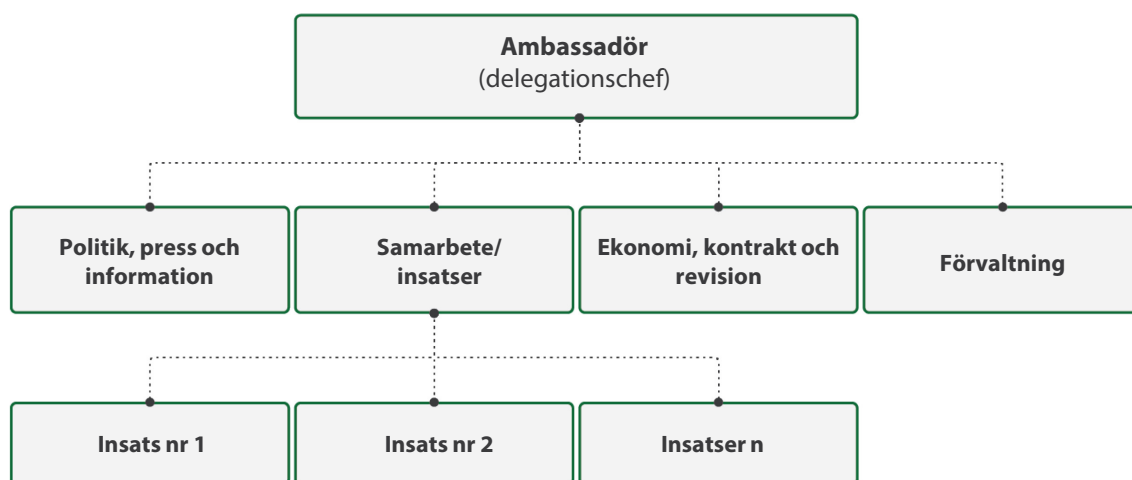 Ambassadör
(delegationschef)
Politik, press och
information
Samarbete/
insatser
Ekonomi, kontrakt och
revision
Förvaltning
Insats nr 1
Insats nr 2
Insatser n